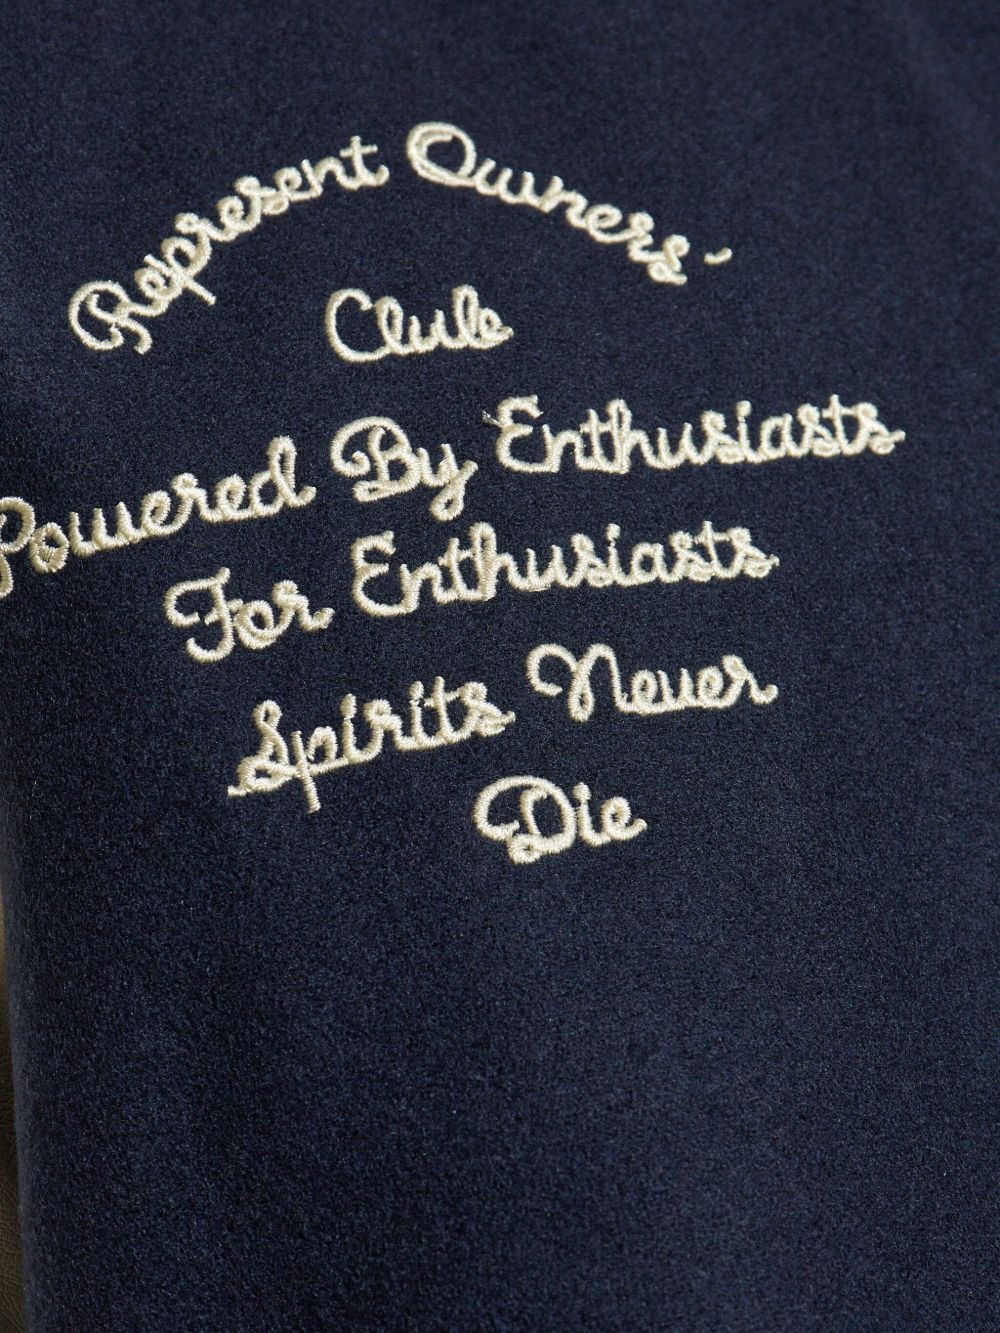 Represent Owners'
Club
Powered By Enthusiasts
For Enthusiasts
Spirits Never
Die